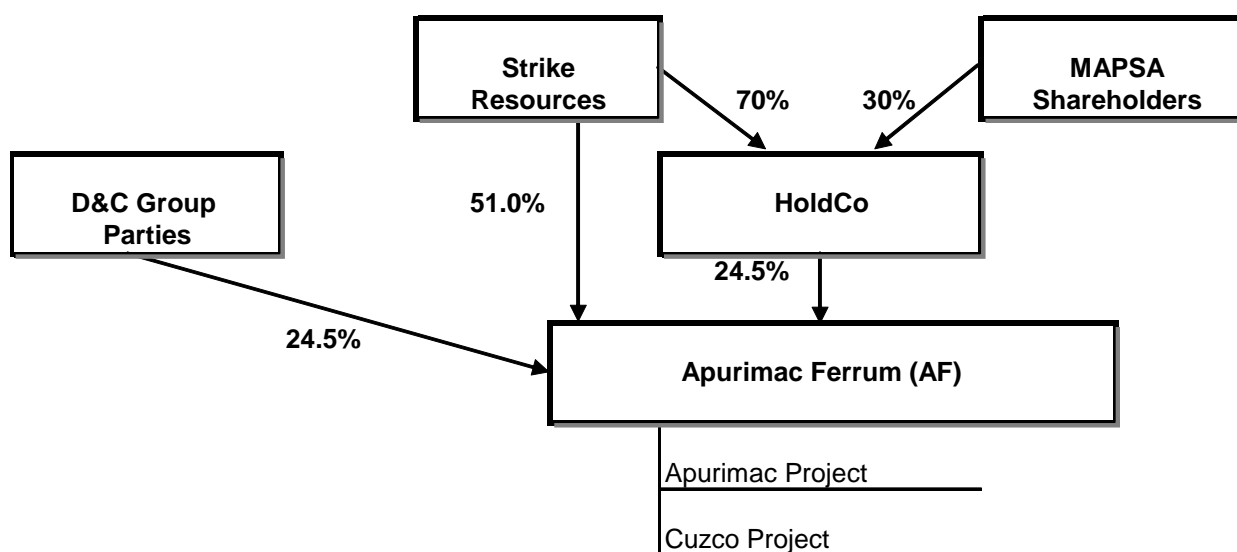 Strike
Resources
MAPSA
Shareholders
70%
30%
D&C Group
Parties
51.0%
HoldCo
24.5%
24.5%
Apurimac Ferrum (AF)
Apurimac Project
Cuzco Project